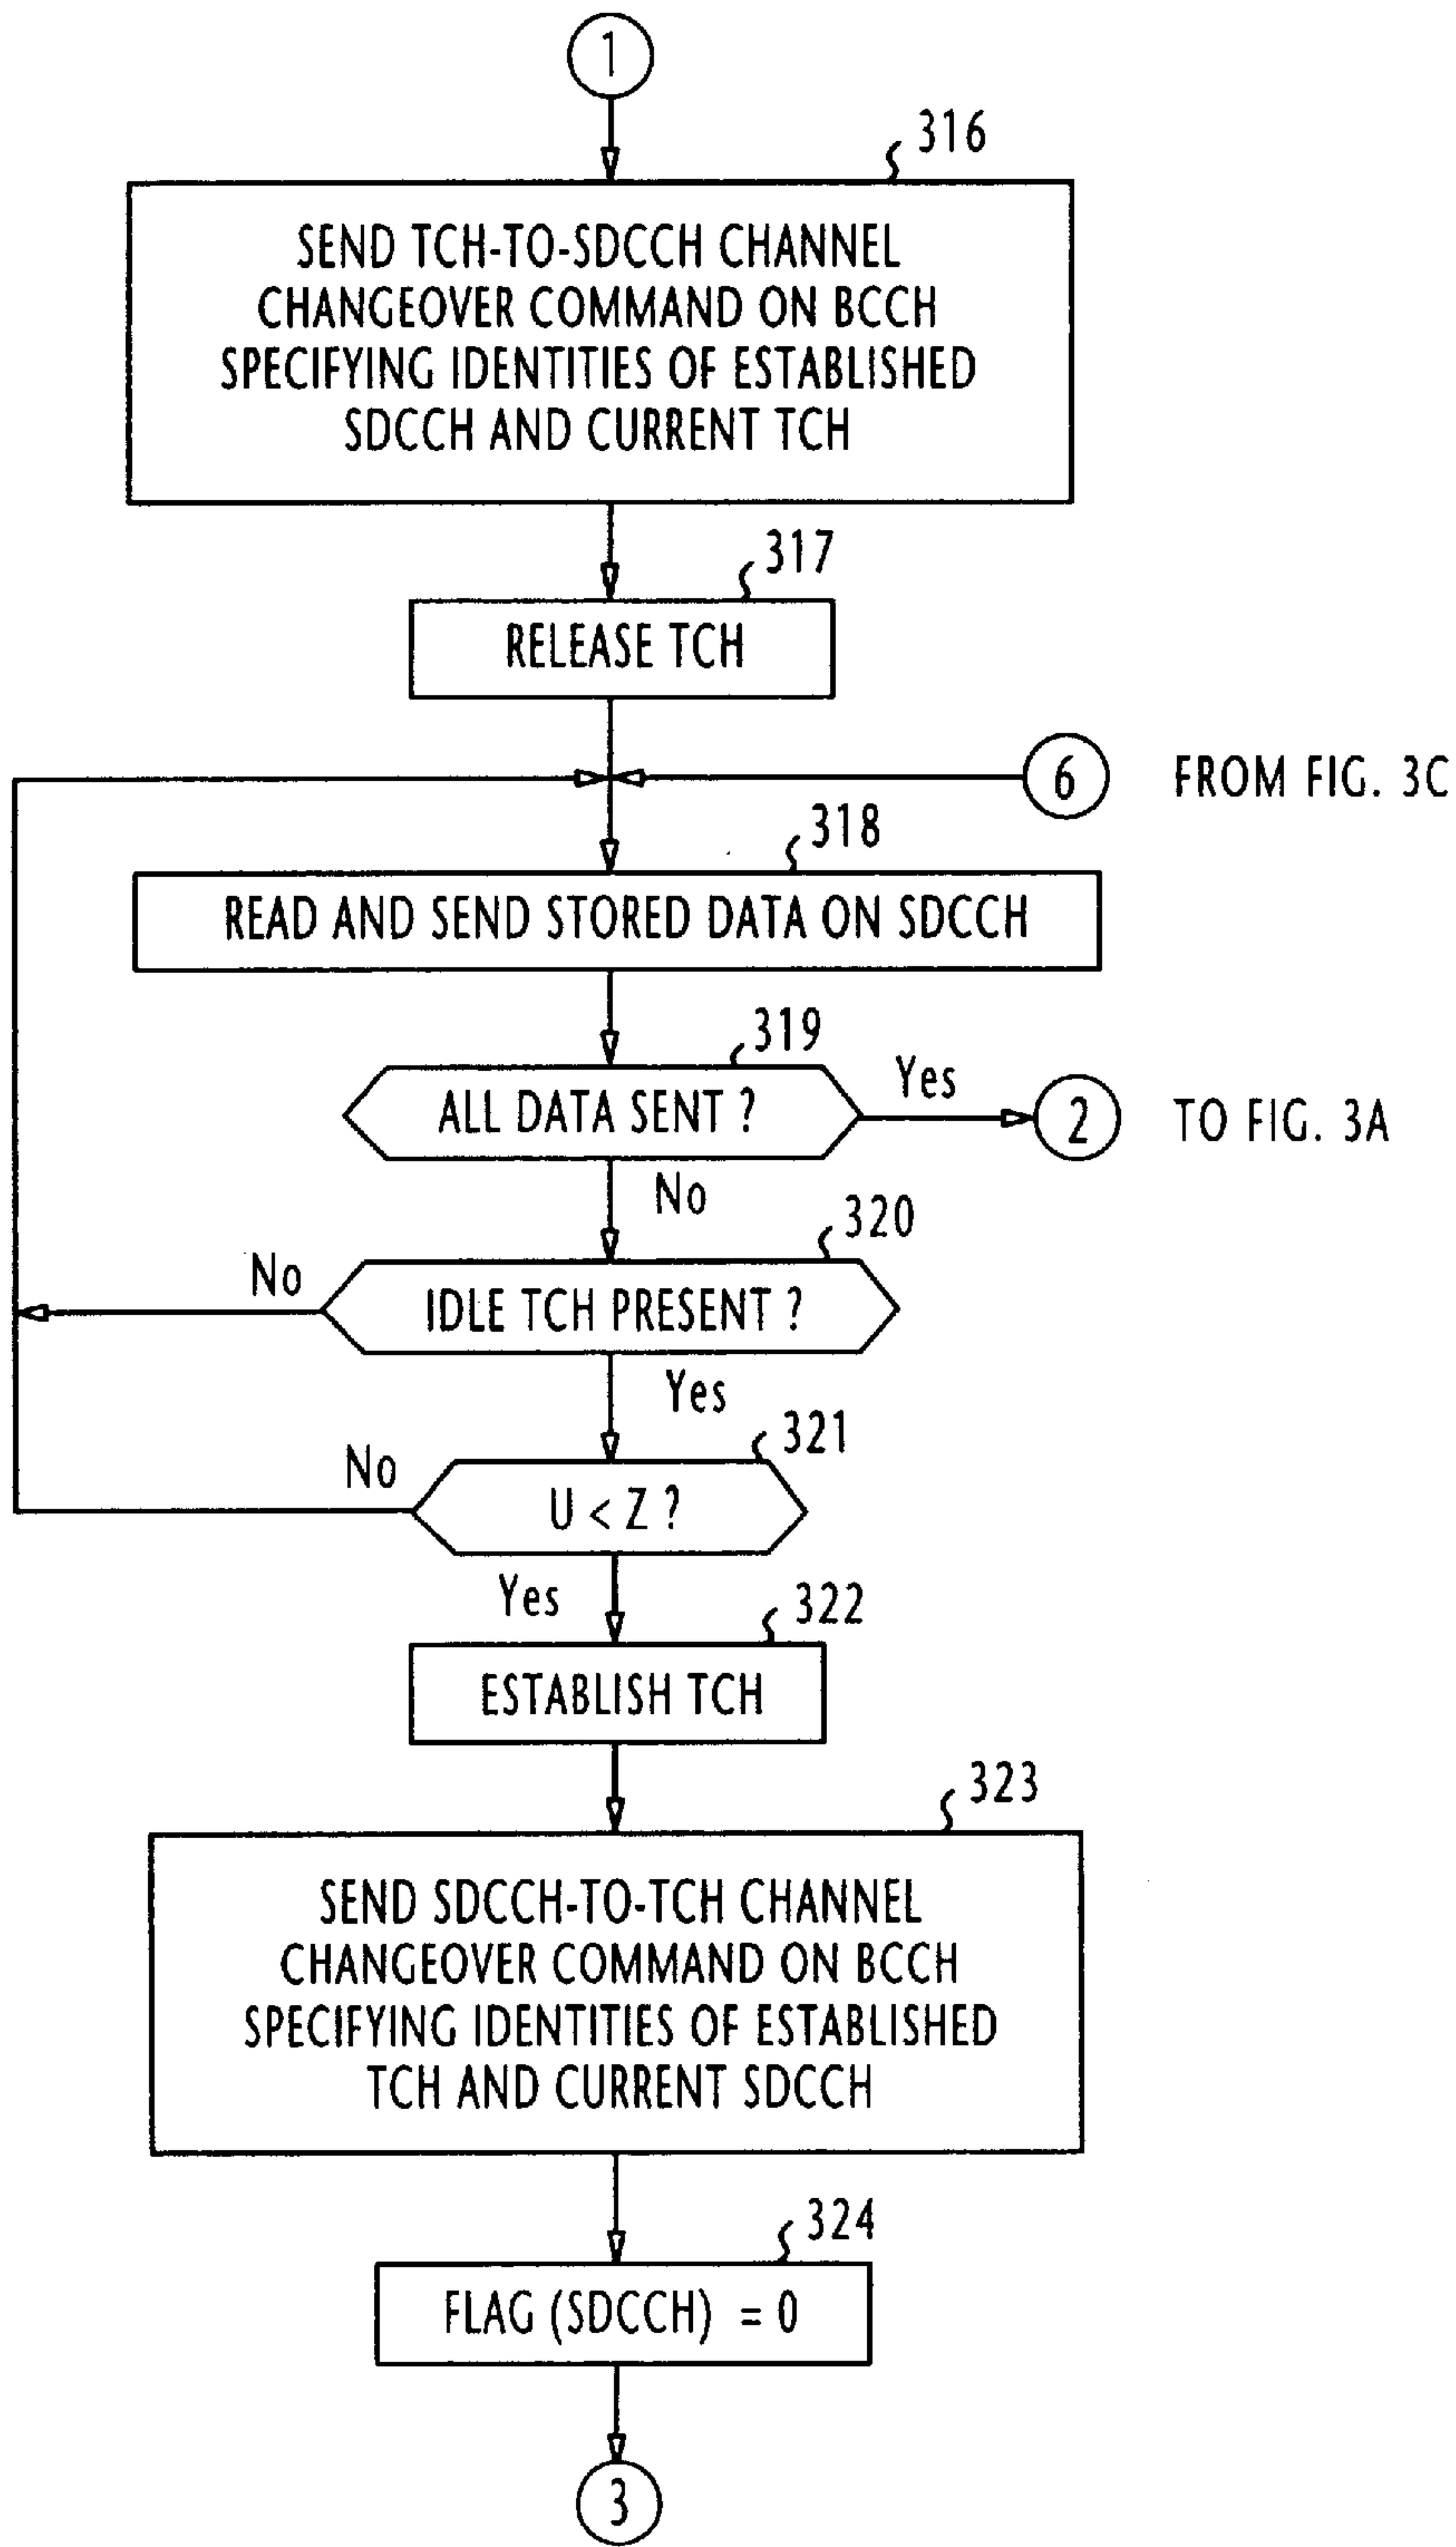 1
316
SEND TCH-TO-SDCCH CHANNEL
CHANGEOVER COMMAND ON BCCH
SPECIFYING IDENTITIES OF ESTABLISHED
SDCCH AND CURRENT TCH
317
RELEASE TCH
6 FROM FIG. 3C
318
READ AND SEND STORED DATA ON SDCCH
319
ALL DATA SENT ?
Yes
2 TO FIG. 3A
No
320
IDLE TCH PRESENT ?
No
Yes
321
U < Z ?
No
Yes
322
ESTABLISH TCH
323
SEND SDCCH-TO-TCH CHANNEL
CHANGEOVER COMMAND ON BCCH
SPECIFYING IDENTITIES OF ESTABLISHED
TCH AND CURRENT SDCCH
324
FLAG (SDCCH) = 0
3